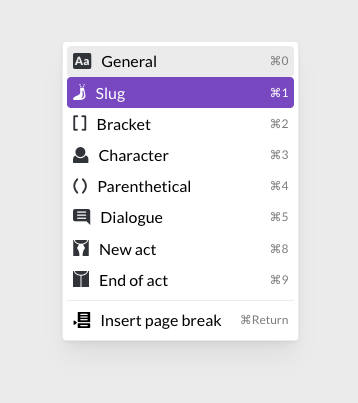 Aa General ⌘0
Slug ⌘1
Bracket ⌘2
Character ⌘3
Parenthetical ⌘4
Dialogue ⌘5
New act ⌘8
End of act ⌘9
Insert page break ⌘Return